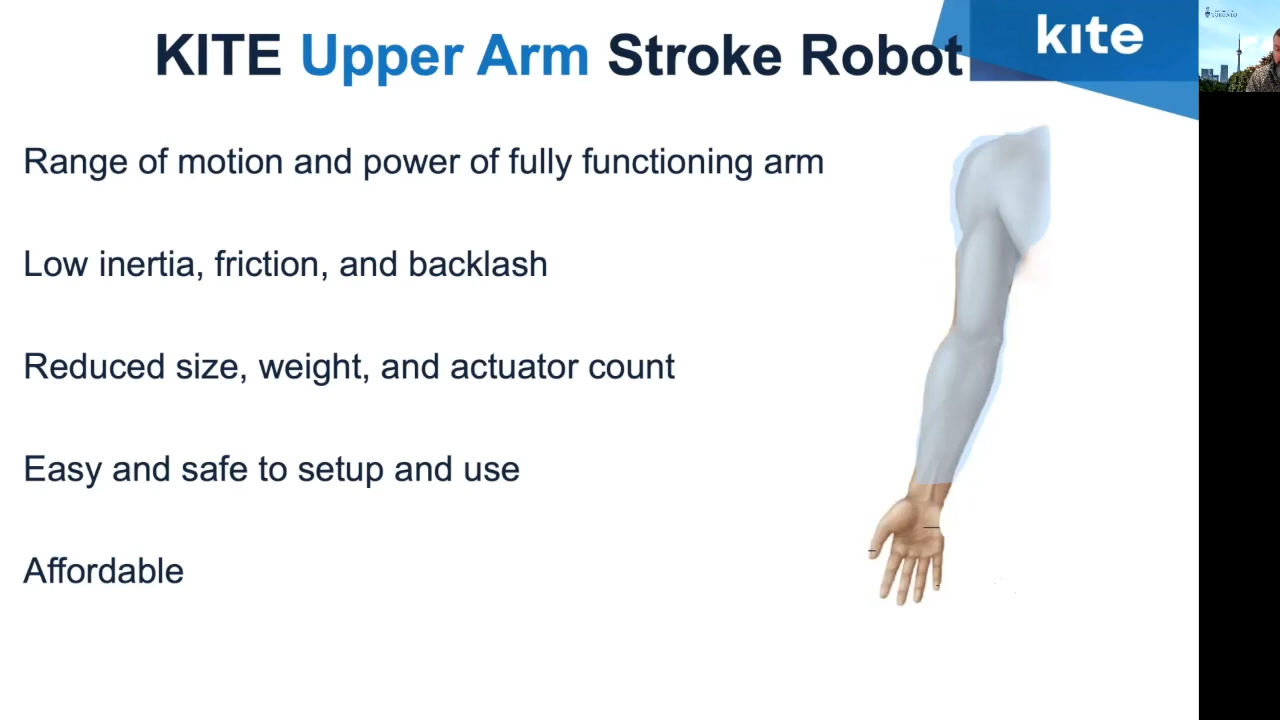 KITE Upper Arm Stroke Robot
kite
TORONTO
Range of motion and power of fully functioning arm
Low inertia, friction, and backlash
Reduced size, weight, and actuator count
Easy and safe to setup and use
Affordable